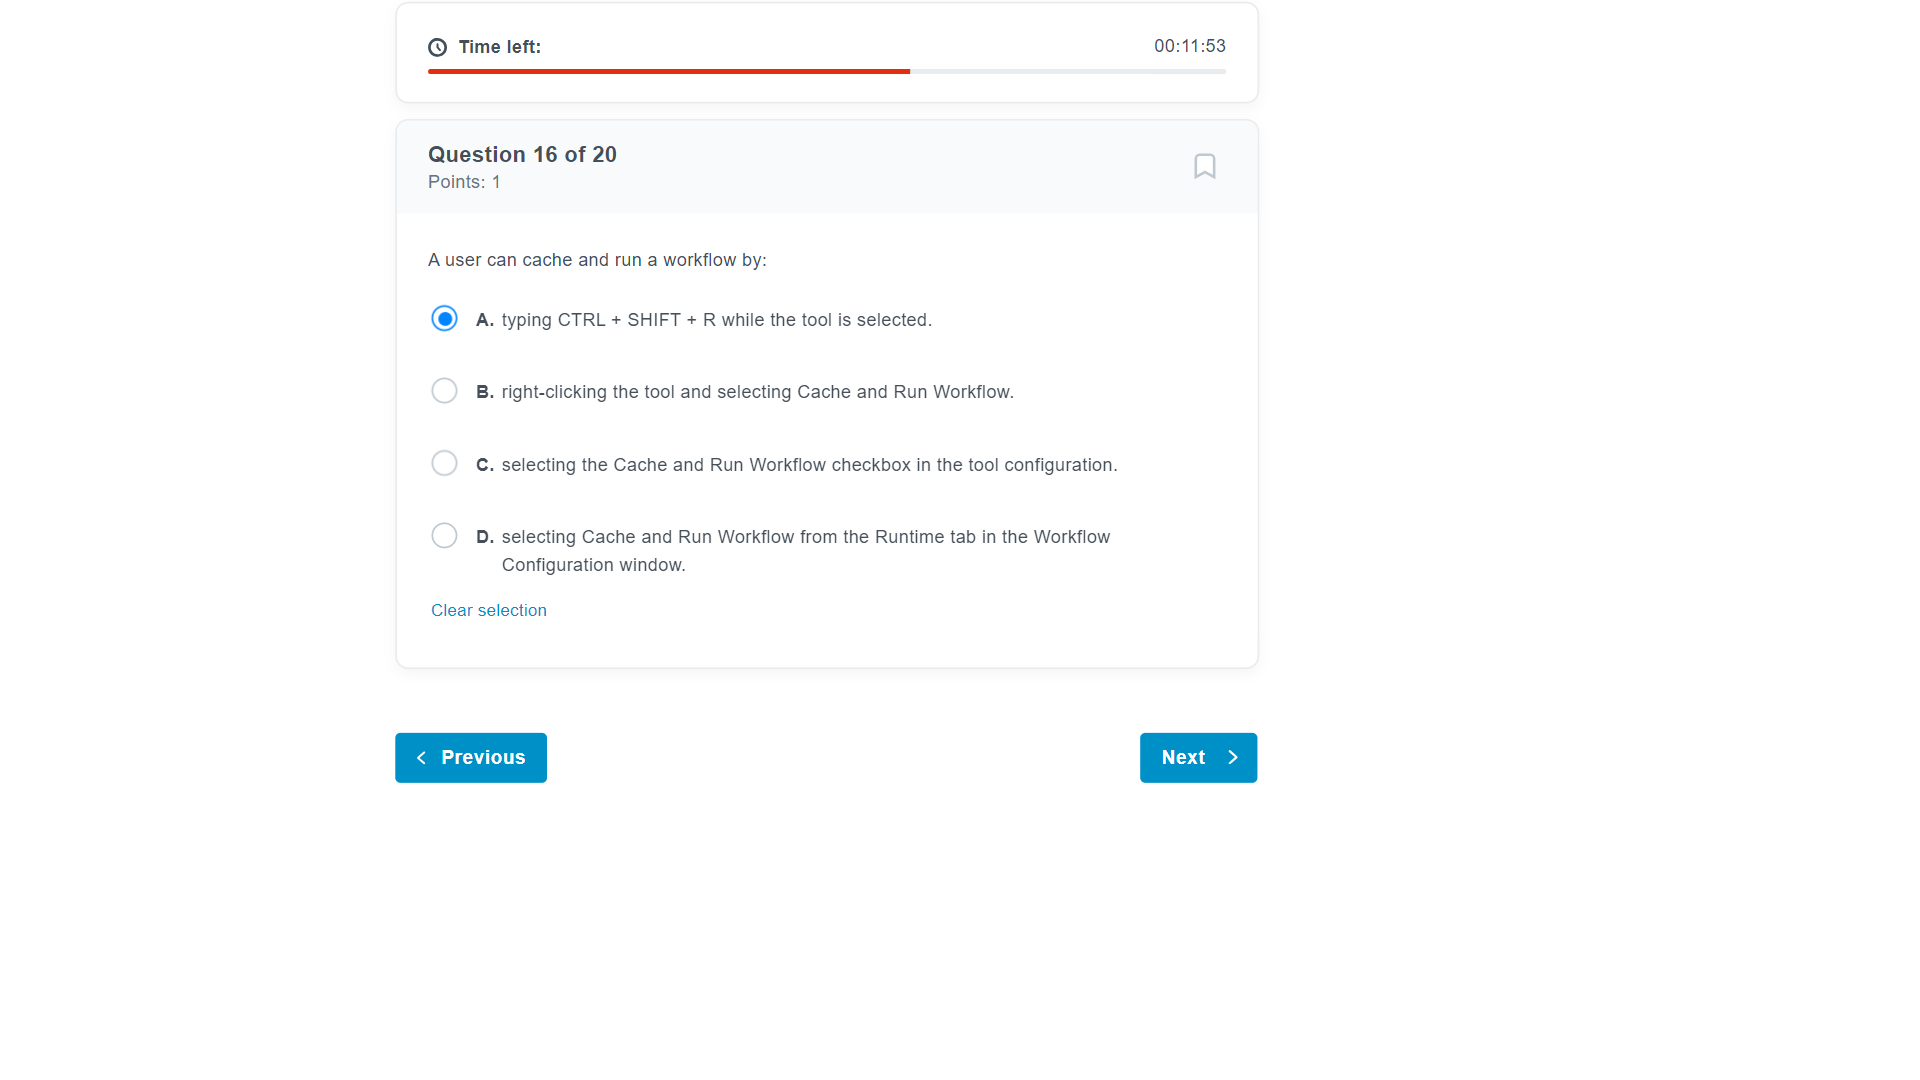 Time left:
00:11:53
Question 16 of 20
Points: 1
A user can cache and run a workflow by:
A. typing CTRL + SHIFT + R while the tool is selected.
B. right-clicking the tool and selecting Cache and Run Workflow.
C. selecting the Cache and Run Workflow checkbox in the tool configuration.
D. selecting Cache and Run Workflow from the Runtime tab in the Workflow
Configuration window.
Clear selection
Previous
Next